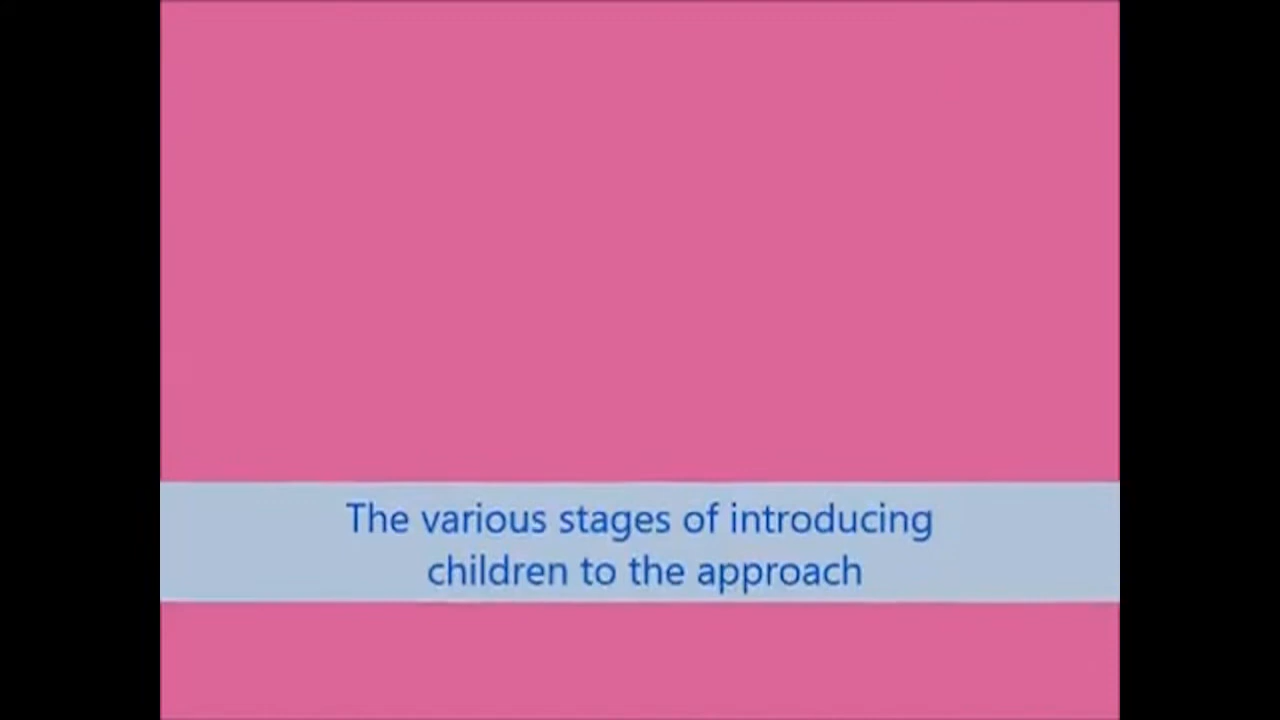 The various stages of introducing
children to the approach